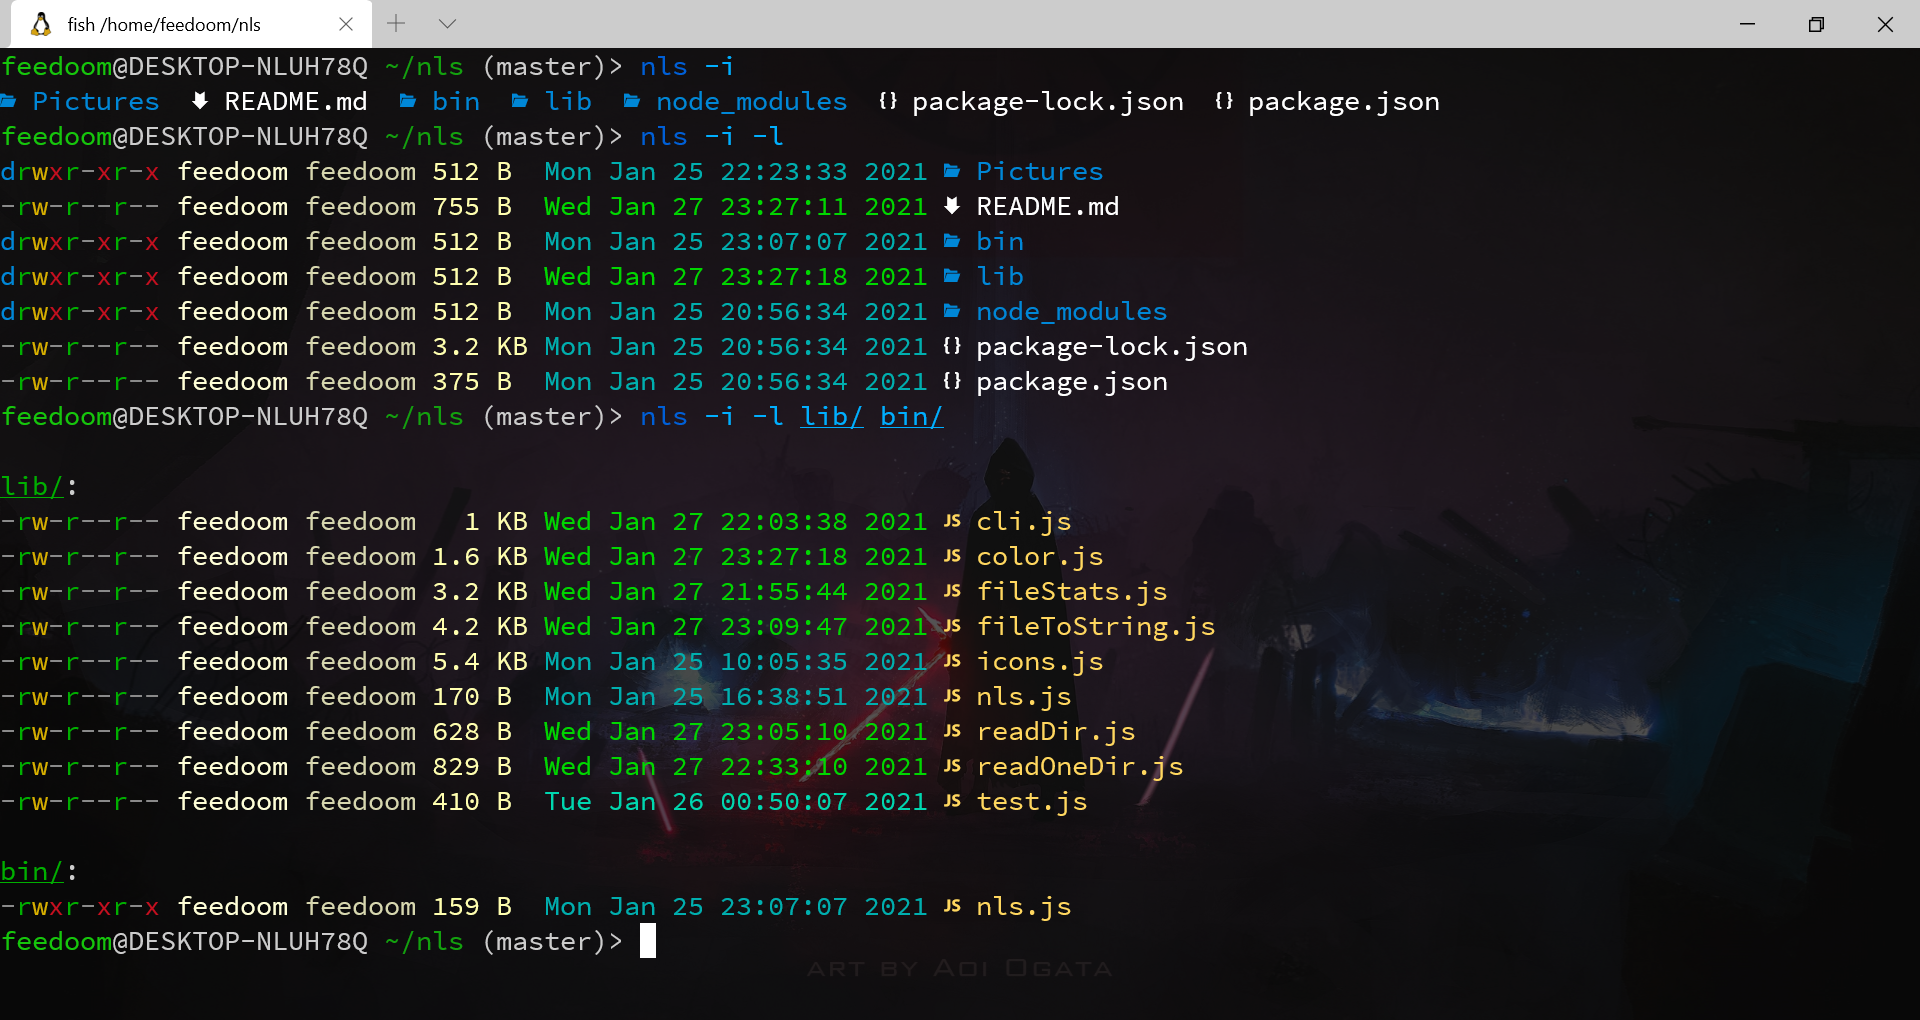 fish /home/feedoom/nls
feedoom@DESKTOP-NLUH78Q ~/nls (master)> nls -i
Pictures README.md bin lib node_modules {} package-lock.json {} package.json
feedoom@DESKTOP-NLUH78Q ~/nls (master)> nls -i -l
drwxr-xr-x feedoom feedoom 512 B Mon Jan 25 22:23:33 2021 Pictures
-rw-r--r-- feedoom feedoom 755 B Wed Jan 27 23:27:11 2021 README.md
drwxr-xr-x feedoom feedoom 512 B Mon Jan 25 23:07:07 2021 bin
drwxr-xr-x feedoom feedoom 512 B Wed Jan 27 23:27:18 2021 lib
drwxr-xr-x feedoom feedoom 512 B Mon Jan 25 20:56:34 2021 node_modules
-rw-r--r-- feedoom feedoom 3.2 KB Mon Jan 25 20:56:34 2021 {} package-lock.json
-rw-r--r-- feedoom feedoom 375 B Mon Jan 25 20:56:34 2021 {} package.json
feedoom@DESKTOP-NLUH78Q ~/nls (master)> nls -i -l lib/ bin/
lib/:
-rw-r--r-- feedoom feedoom 1 KB Wed Jan 27 22:03:38 2021 JS cli.js
-rw-r--r-- feedoom feedoom 1.6 KB Wed Jan 27 23:27:18 2021 JS color.js
-rw-r--r-- feedoom feedoom 3.2 KB Wed Jan 27 21:55:44 2021 JS fileStats.js
-rw-r--r-- feedoom feedoom 4.2 KB Wed Jan 27 23:09:47 2021 JS fileToString.js
-rw-r--r-- feedoom feedoom 5.4 KB Mon Jan 25 10:05:35 2021 JS icons.js
-rw-r--r-- feedoom feedoom 170 B Mon Jan 25 16:38:51 2021 JS nls.js
-rw-r--r-- feedoom feedoom 628 B Wed Jan 27 23:05:10 2021 JS readDir.js
-rw-r--r-- feedoom feedoom 829 B Wed Jan 27 22:33:10 2021 JS readOneDir.js
-rw-r--r-- feedoom feedoom 410 B Tue Jan 26 00:50:07 2021 JS test.js
bin/:
-rwxr-xr-x feedoom feedoom 159 B Mon Jan 25 23:07:07 2021 JS nls.js
feedoom@DESKTOP-NLUH78Q ~/nls (master)>
ART BY AOI OGATA